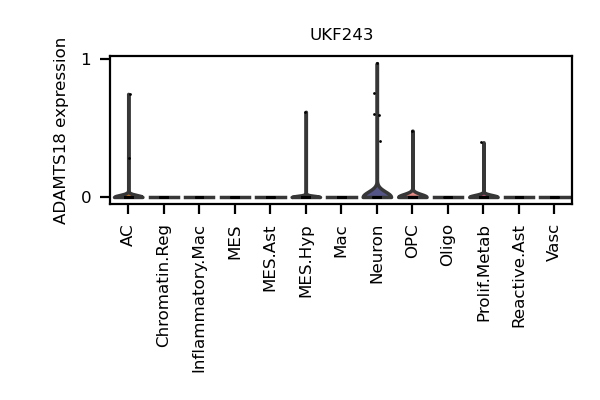 UKF243
ADAMTS18 expression
1
0
AC
Chromatin.Reg
Inflammatory.Mac
MES
MES.Ast
MES.Hyp
Mac
Neuron
OPC
Oligo
Prolif.Metab
Reactive.Ast
Vasc